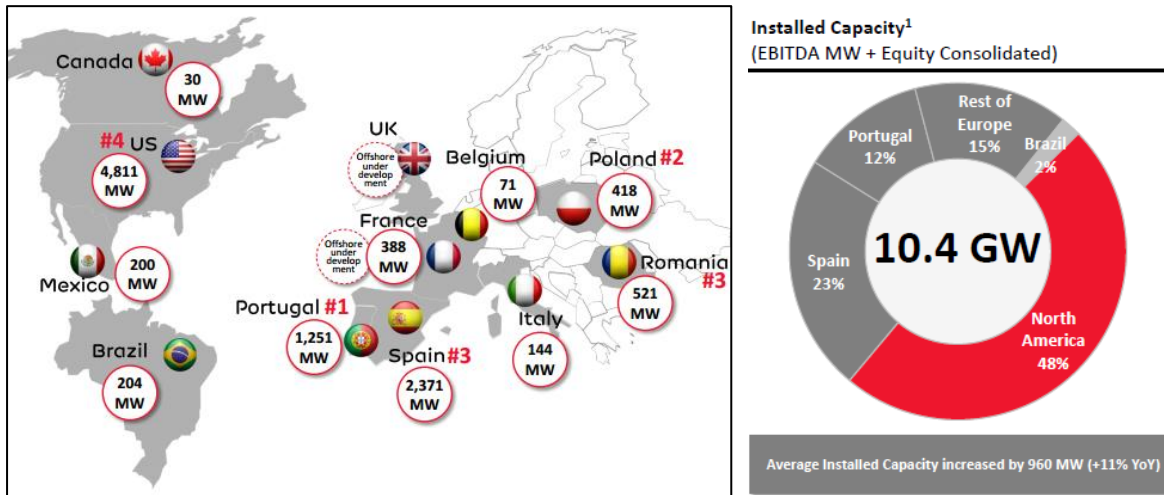 Canada
30
MW
#4 US
4,811
MW
Mexico
200
MW
Brazil
204
MW
UK
Offshore
under
develop
ment
Belgium
71
MW
Poland #2
418
MW
France
388
MW
Offshore
under
develop
ment
Romania
#3
521
MW
Portugal #1
1,251
MW
Spain #3
2,371
MW
Italy
144
MW
Installed Capacity¹
(EBITDA MW + Equity Consolidated)
Rest of
Europe
15%
Portugal
12%
Brazil
2%
Spain
23%
10.4 GW
North
America
48%
Average Installed Capacity increased by 960 MW (+11% YoY)